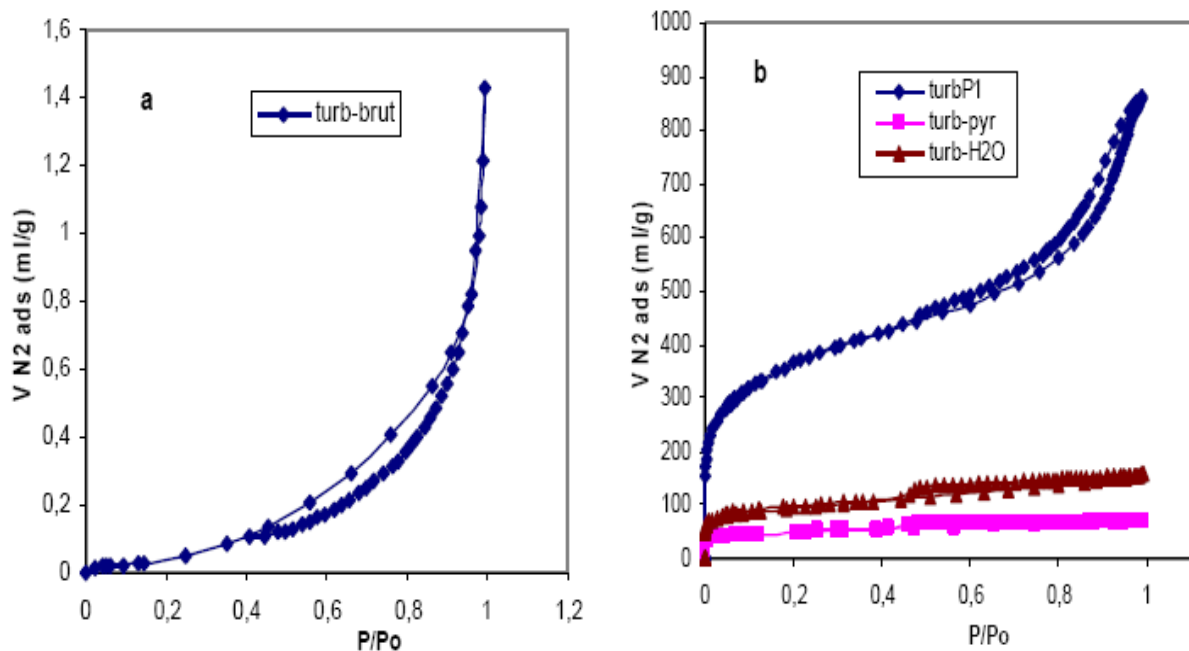 a
turb-brut
V N2 ads (ml/g)
1,6
1,4
1,2
1
0,8
0,6
0,4
0,2
0
0 0,2 0,4 0,6 0,8 1 1,2
P/Po
b
turbP1
turb-pyr
turb-H2O
V N2 ads (ml/g)
1000
900
800
700
600
500
400
300
200
100
0
0 0,2 0,4 0,6 0,8 1
P/Po